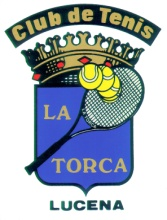 Club de Tenis
LA
TORCA
LUCENA